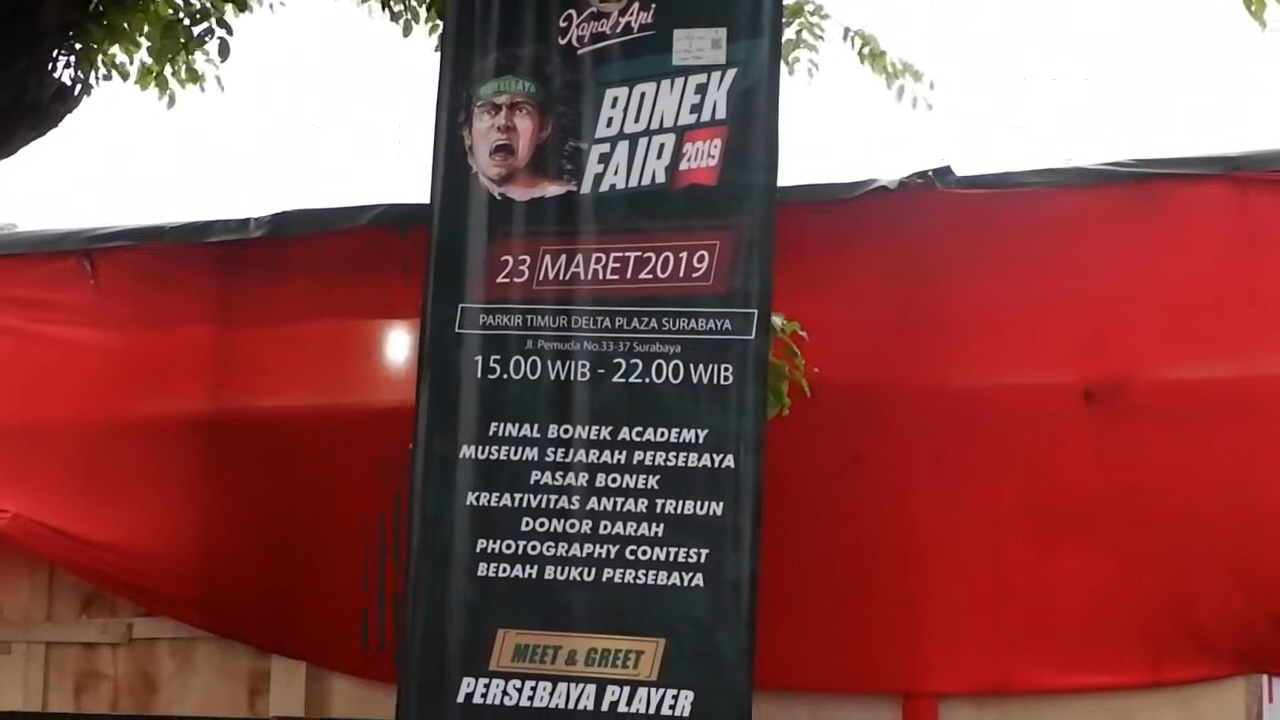 Kapal Api
PERSEBAYA
BONEK
FAIR 2019
23 MARET2019
PARKIR TIMUR DELTA PLAZA SURABAYA
Jl. Pemuda No.33-37 Surabaya
15.00 WIB - 22.00 WIB
FINAL BONEK ACADEMY
MUSEUM SEJARAH PERSEBAYA
PASAR BONEK
KREATIVITAS ANTAR TRIBUN
DONOR DARAH
PHOTOGRAPHY CONTEST
BEDAH BUKU PERSEBAYA
MEET & GREET
PERSEBAYA PLAYER